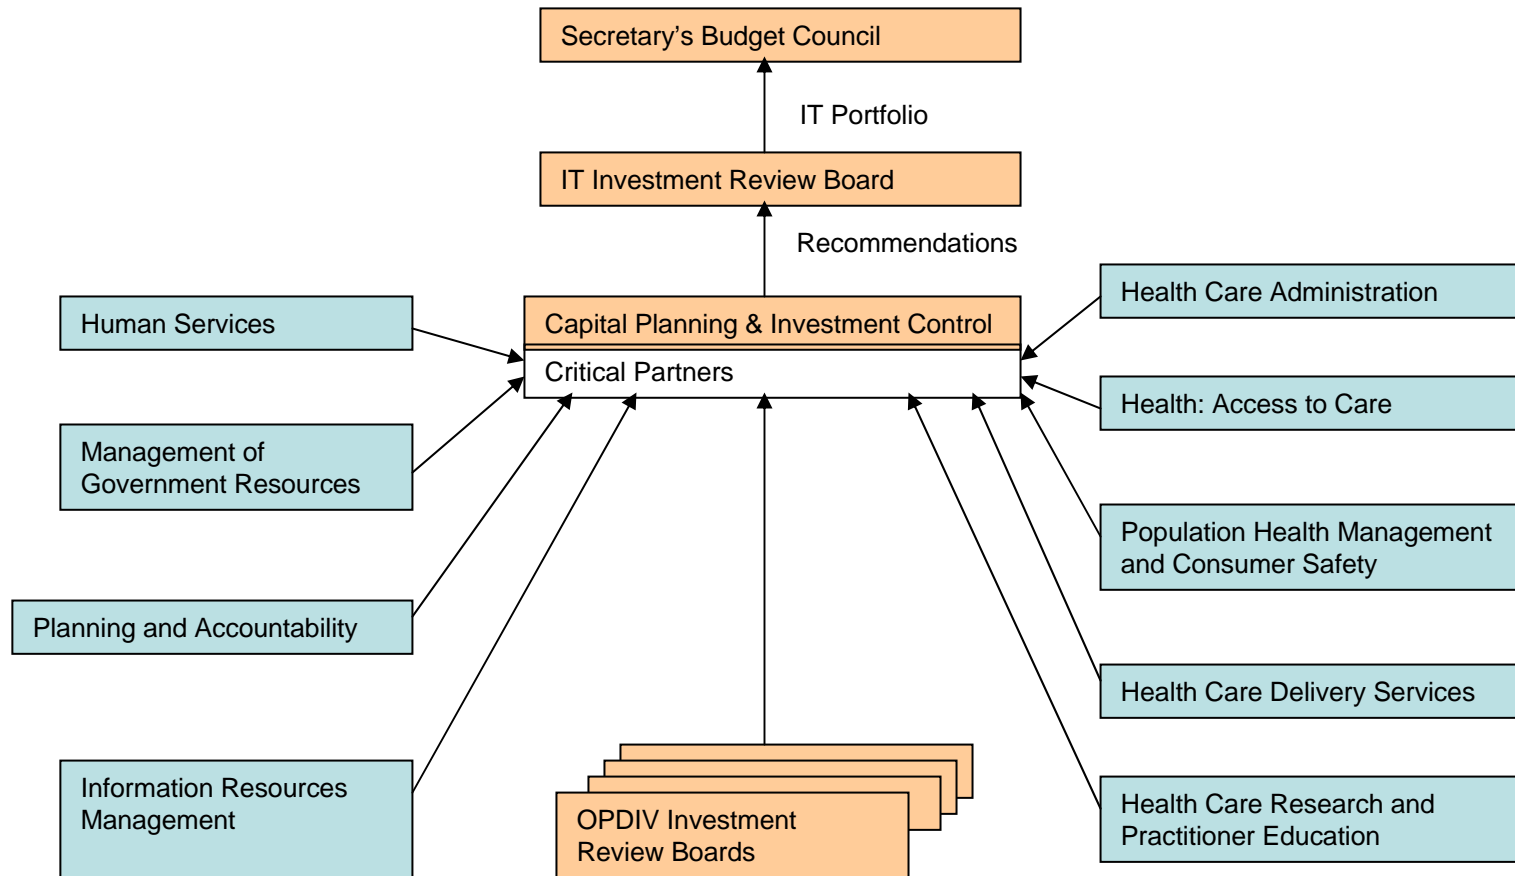 Secretary’s Budget Council
IT Portfolio
IT Investment Review Board
Recommendations
Human Services
Capital Planning & Investment Control
Critical Partners
Health Care Administration
Health: Access to Care
Management of
Government Resources
Population Health Management
and Consumer Safety
Planning and Accountability
Health Care Delivery Services
Information Resources
Management
OPDIV Investment
Review Boards
Health Care Research and
Practitioner Education